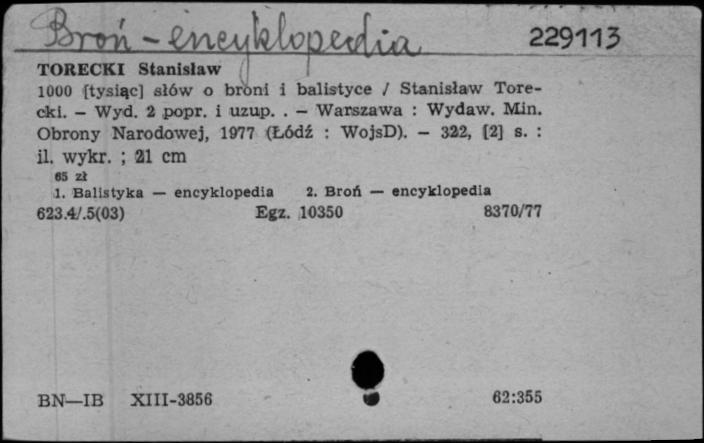 Broń - encyklopedia 229113
TORECKI Stanisław
1000 [tysiąc] słów o broni i balistyce / Stanisław Tore-
cki. — Wyd. 2 popr. i uzup. . — Warszawa : Wydaw. Min.
Obrony Narodowej, 1977 (Łódź : WojsD). — 322, [2] s. :
il. wykr. ; 21 cm
65 zł
1. Balistyka — encyklopedia 2. Broń — encyklopedia
623.4/.5(03) Egz. 10350 8370/77
BN—IB XIII-3856 62:355